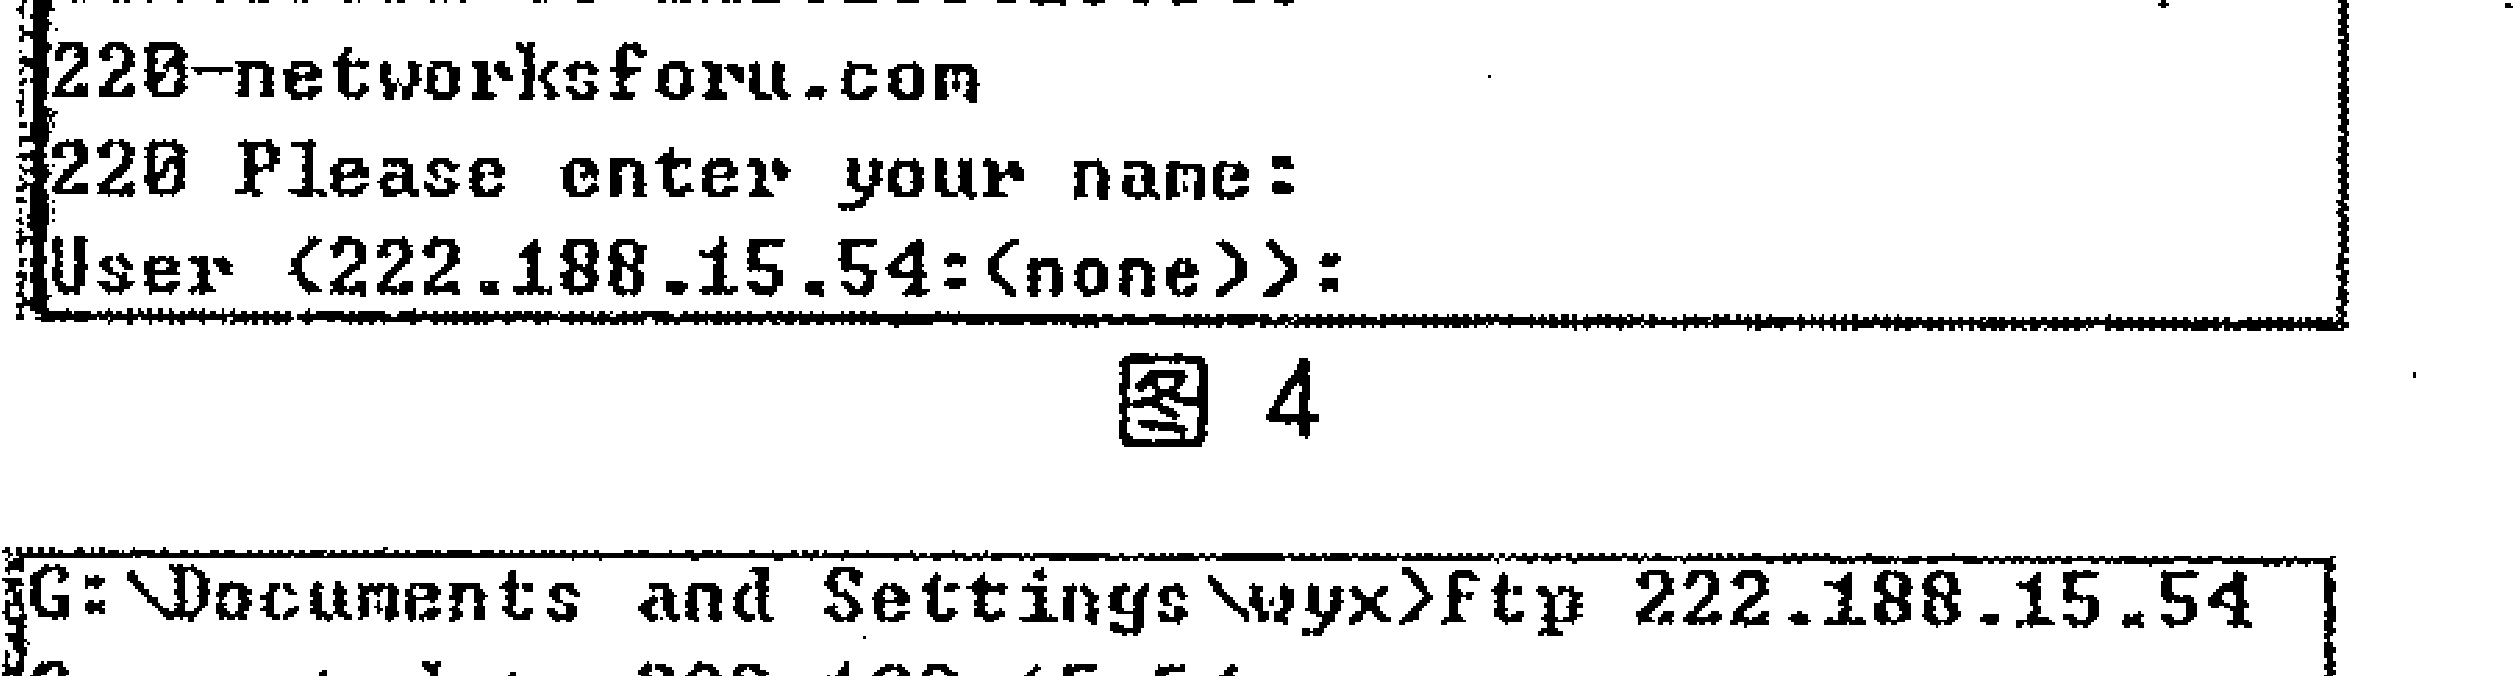 220-networksforu.com
220 Please enter your name:
User (222.188.15.54:(none)):
图 4
G:\Documents and Settings\wyx>ftp 222.188.15.54